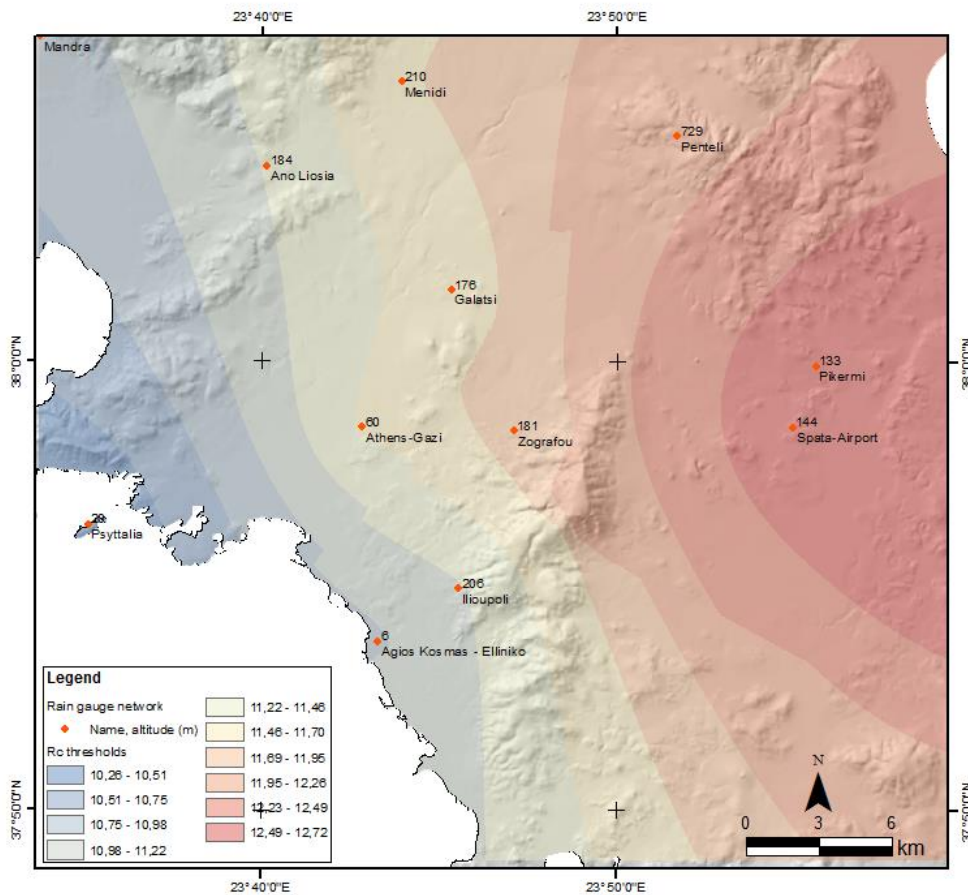 23°40'0"E
23°50'0"E
Mandra
210
Menidi
729
Penteli
184
Ano Liosia
176
Galatsi
38°0'0"N
38°0'0"N
133
Pikermi
60
Athens-Gazi
181
Zografou
144
Spata-Airport
Psyttalia
206
Ilioupoli
6
Agios Kosmas - Elliniko
Legend
Rain gauge network
Name, altitude (m)
Rc thresholds
10,26 - 10,51
10,51 - 10,75
10,75 - 10,98
10,98 - 11,22
11,22 - 11,46
11,46 - 11,70
11,69 - 11,95
11,95 - 12,26
12,23 - 12,49
12,49 - 12,72
N
0 3 6
km
37°50'0"N
37°50'0"N
23°40'0"E
23°50'0"E